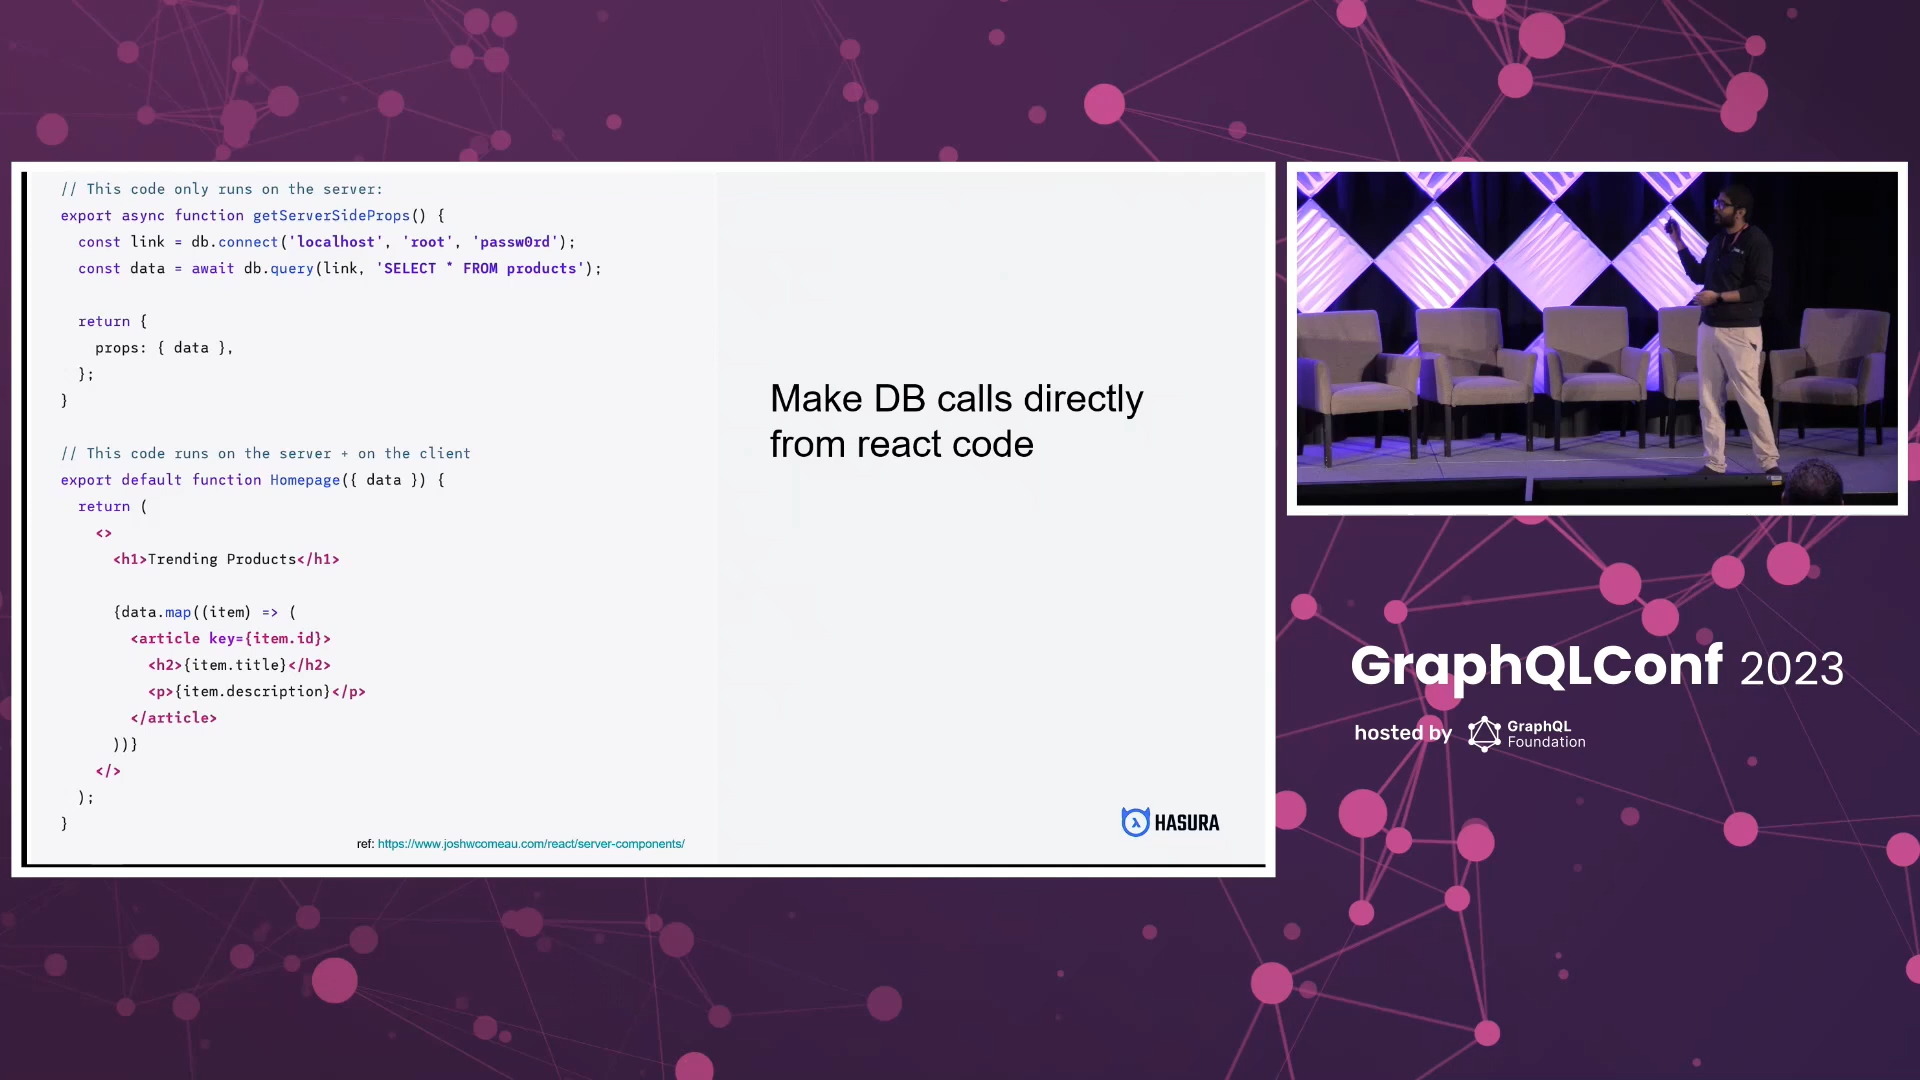 // This code only runs on the server:
export async function getServerSideProps() {
  const link = db.connect('localhost', 'root', 'passw0rd');
  const data = await db.query(link, 'SELECT * FROM products');
  return {
    props: { data },
  };
}
// This code runs on the server + on the client
export default function Homepage({ data }) {
  return (
    <>
      <h1>Trending Products</h1>
      {data.map((item) => (
        <article key={item.id}>
          <h2>{item.title}</h2>
          <p>{item.description}</p>
        </article>
      ))}
    </>
  );
}
ref: https://www.joshwcomeau.com/react/server-components/
Make DB calls directly
from react code
HASURA
GraphQLConf 2023
hosted by GraphQL
Foundation